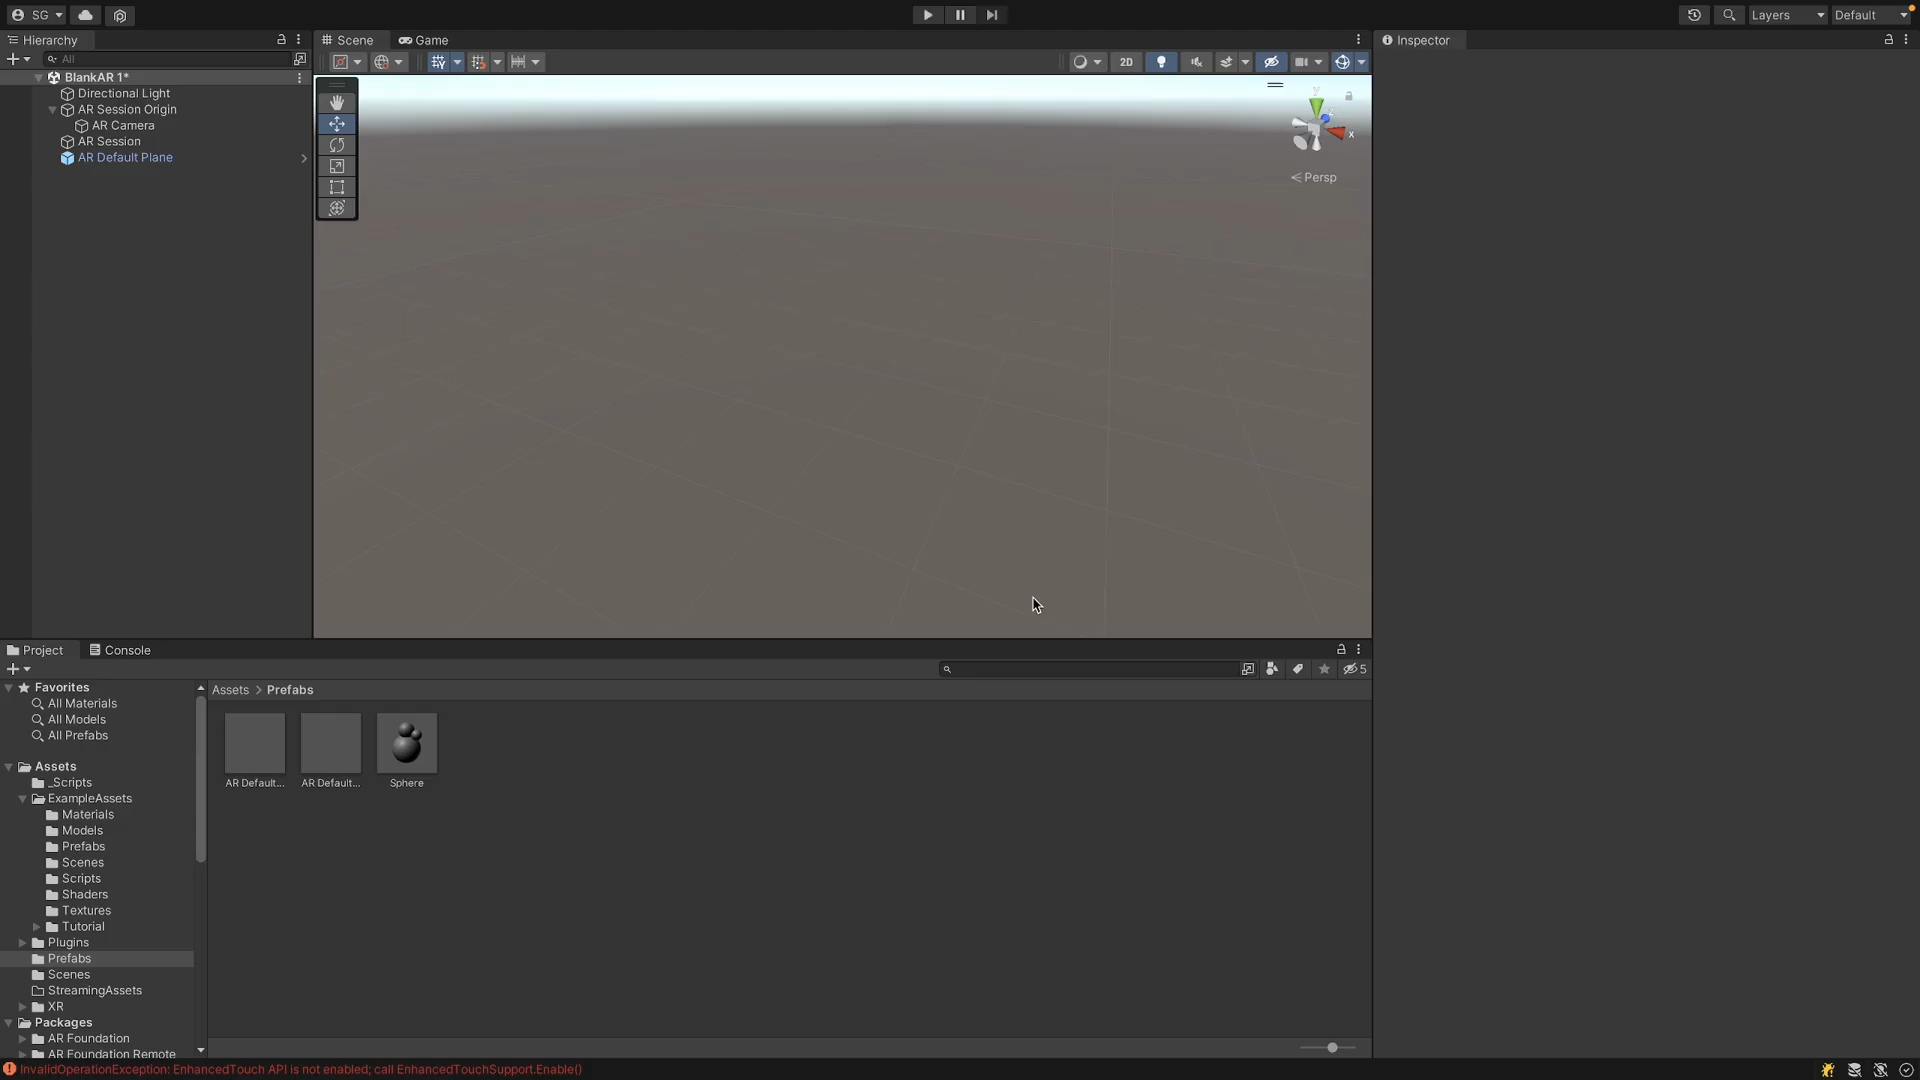 SG
Layers
Default
Hierarchy
All
BlankAR 1*
Directional Light
AR Session Origin
AR Camera
AR Session
AR Default Plane
Scene
Game
2D
y
x
Persp
Inspector
Project
Console
5
Favorites
All Materials
All Models
All Prefabs
Assets
_Scripts
ExampleAssets
Materials
Models
Prefabs
Scenes
Scripts
Shaders
Textures
Tutorial
Plugins
Prefabs
Scenes
StreamingAssets
XR
Packages
AR Foundation
AR Foundation Remote
Assets > Prefabs
AR Default...
AR Default...
Sphere
InvalidOperationException: EnhancedTouch API is not enabled; call EnhancedTouchSupport.Enable()